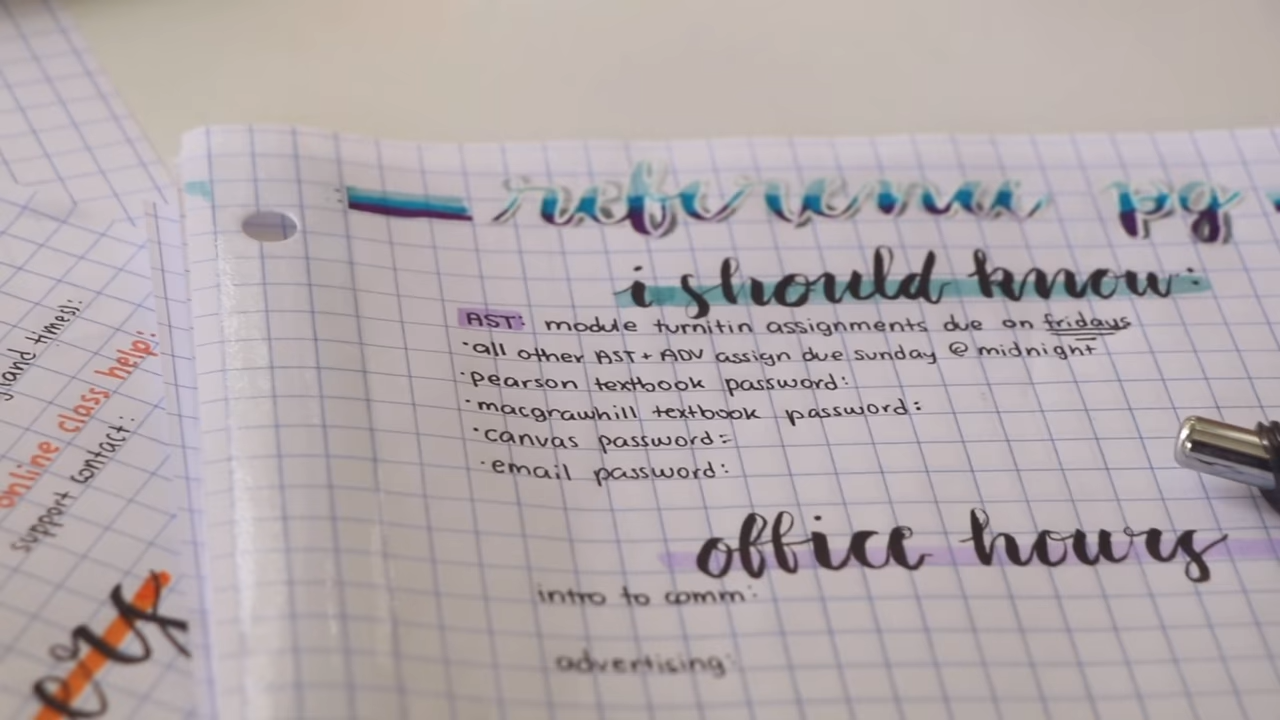 reference pg
i should know:
AST: module turnitin assignments due on fridays
·all other AST + ADV assign due sunday @ midnight
·pearson textbook password:
·macgrawhill textbook password:
·canvas password:
·email password:
office hours
intro to comm:
advertising:
and times):
online class help:
support contact: